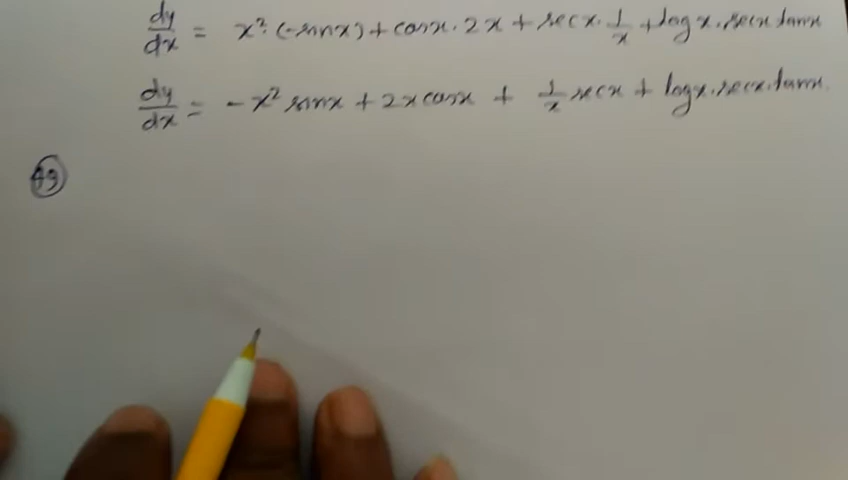 dy/dx = x²·(-sinx) + cosx·2x + secx·1/x + logx·secx tanx
dy/dx = -x² sinx + 2x cosx + 1/x secx + logx·secx·tanx.
49